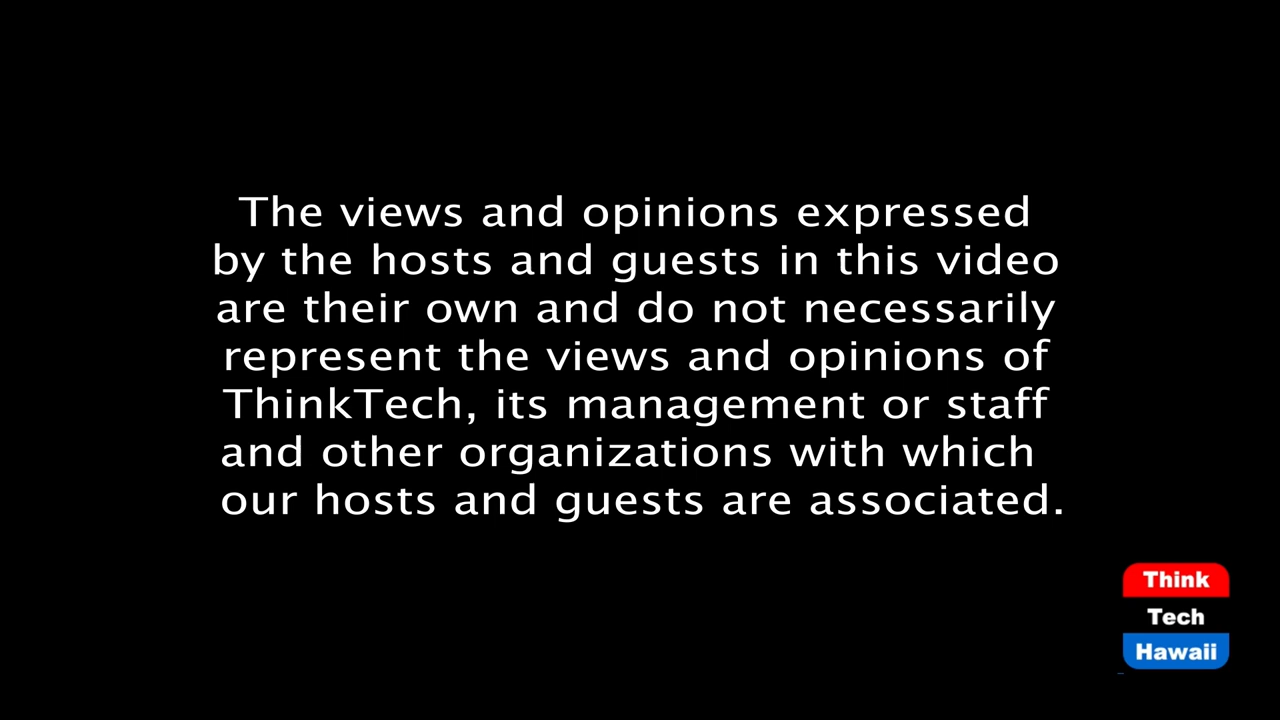 The views and opinions expressed
by the hosts and guests in this video
are their own and do not necessarily
represent the views and opinions of
ThinkTech, its management or staff
and other organizations with which
our hosts and guests are associated.
Think
Tech
Hawaii